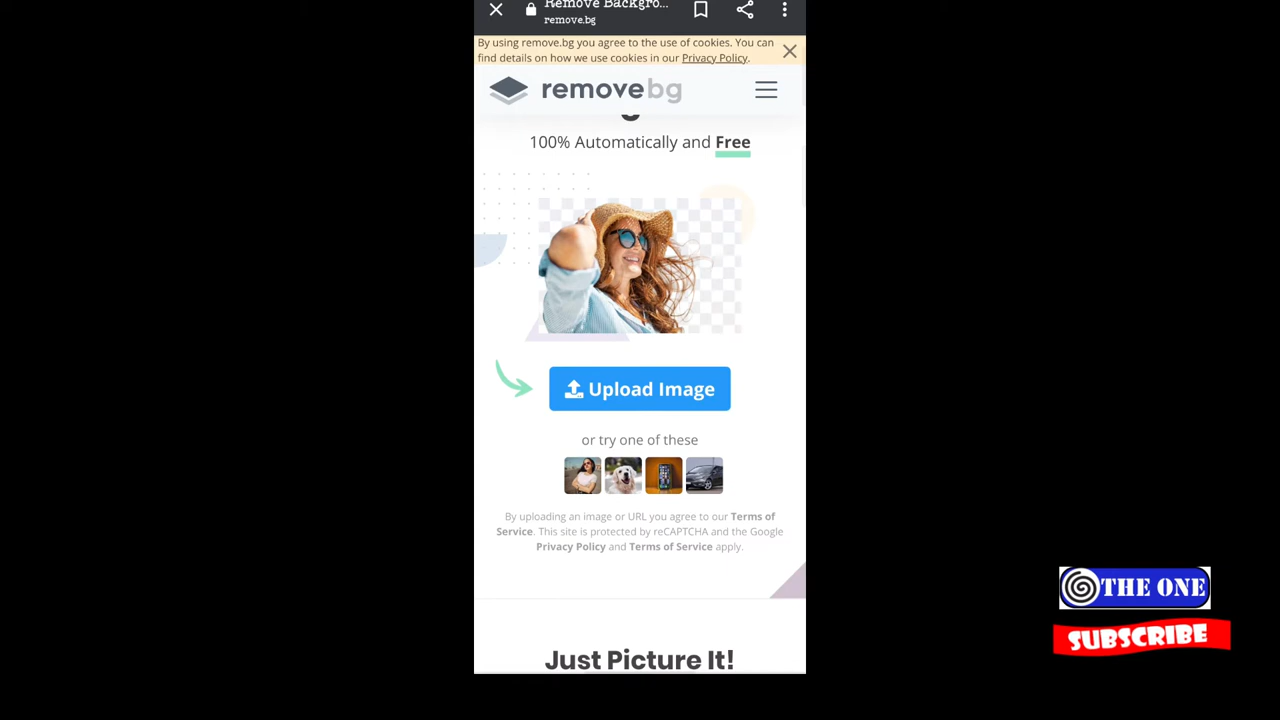 Remove Backgro...
remove.bg
By using remove.bg you agree to the use of cookies. You can
find details on how we use cookies in our Privacy Policy.
removebg
100% Automatically and Free
Upload Image
or try one of these
By uploading an image or URL you agree to our Terms of
Service. This site is protected by reCAPTCHA and the Google
Privacy Policy and Terms of Service apply.
Just Picture It!
THE ONE
SUBSCRIBE